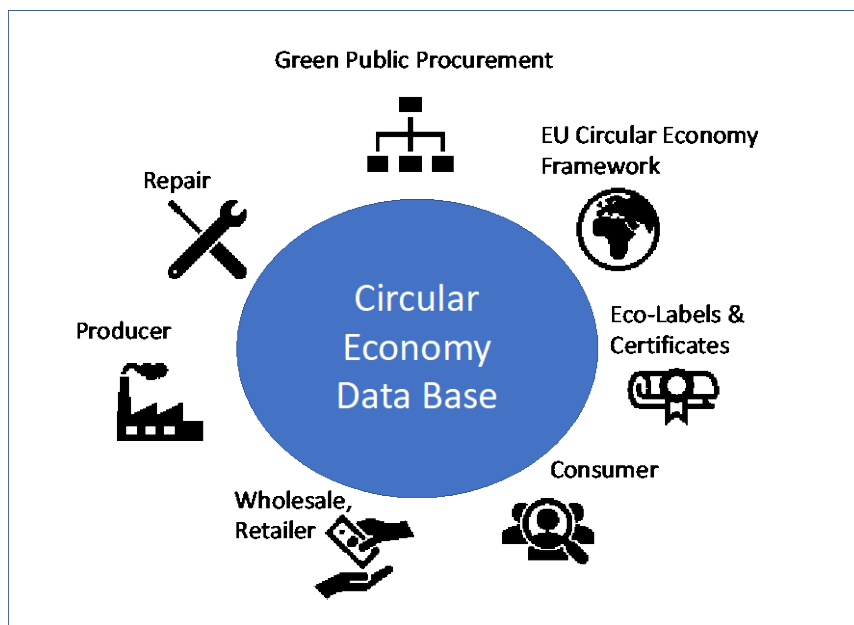 Green Public Procurement
EU Circular Economy
Framework
Repair
Circular
Economy
Data Base
Producer
Eco-Labels &
Certificates
Consumer
Wholesale,
Retailer